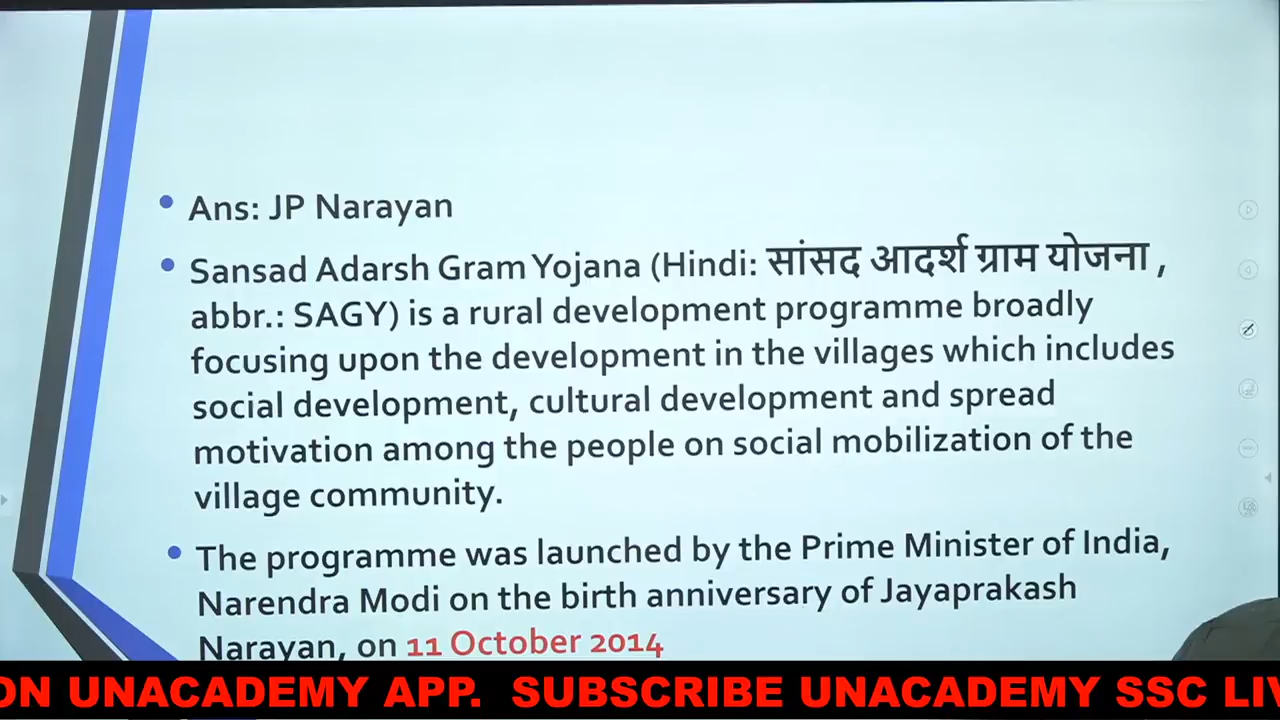 Ans: JP Narayan
Sansad Adarsh Gram Yojana (Hindi: सांसद आदर्श ग्राम योजना ,
abbr.: SAGY) is a rural development programme broadly
focusing upon the development in the villages which includes
social development, cultural development and spread
motivation among the people on social mobilization of the
village community.
The programme was launched by the Prime Minister of India,
Narendra Modi on the birth anniversary of Jayaprakash
Narayan, on 11 October 2014
ON UNACADEMY APP. SUBSCRIBE UNACADEMY SSC LIV